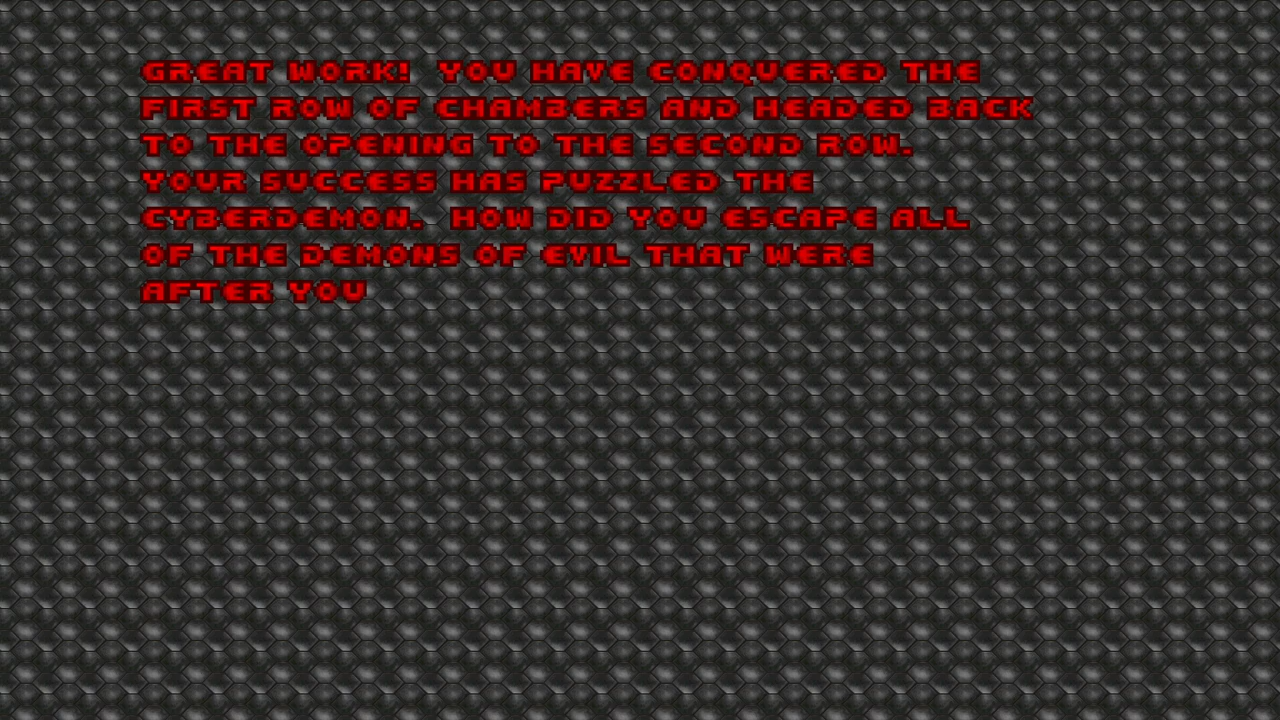 GREAT WORK!  YOU HAVE CONQUERED THE
FIRST ROW OF CHAMBERS AND HEADED BACK
TO THE OPENING TO THE SECOND ROW.
YOUR SUCCESS HAS PUZZLED THE
CYBERDEMON.  HOW DID YOU ESCAPE ALL
OF THE DEMONS OF EVIL THAT WERE
AFTER YOU